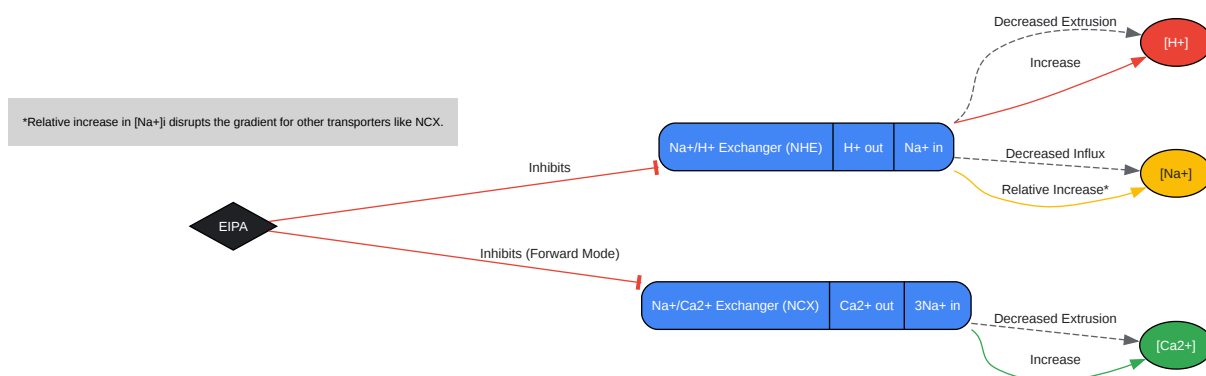 Decreased Extrusion
[H+]
Increase
*Relative increase in [Na+]i disrupts the gradient for other transporters like NCX.
Na+/H+ Exchanger (NHE)
H+ out
Na+ in
Decreased Influx
Inhibits
[Na+]
Relative Increase*
EIPA
Inhibits (Forward Mode)
Na+/Ca2+ Exchanger (NCX)
Ca2+ out
3Na+ in
Decreased Extrusion
[Ca2+]
Increase